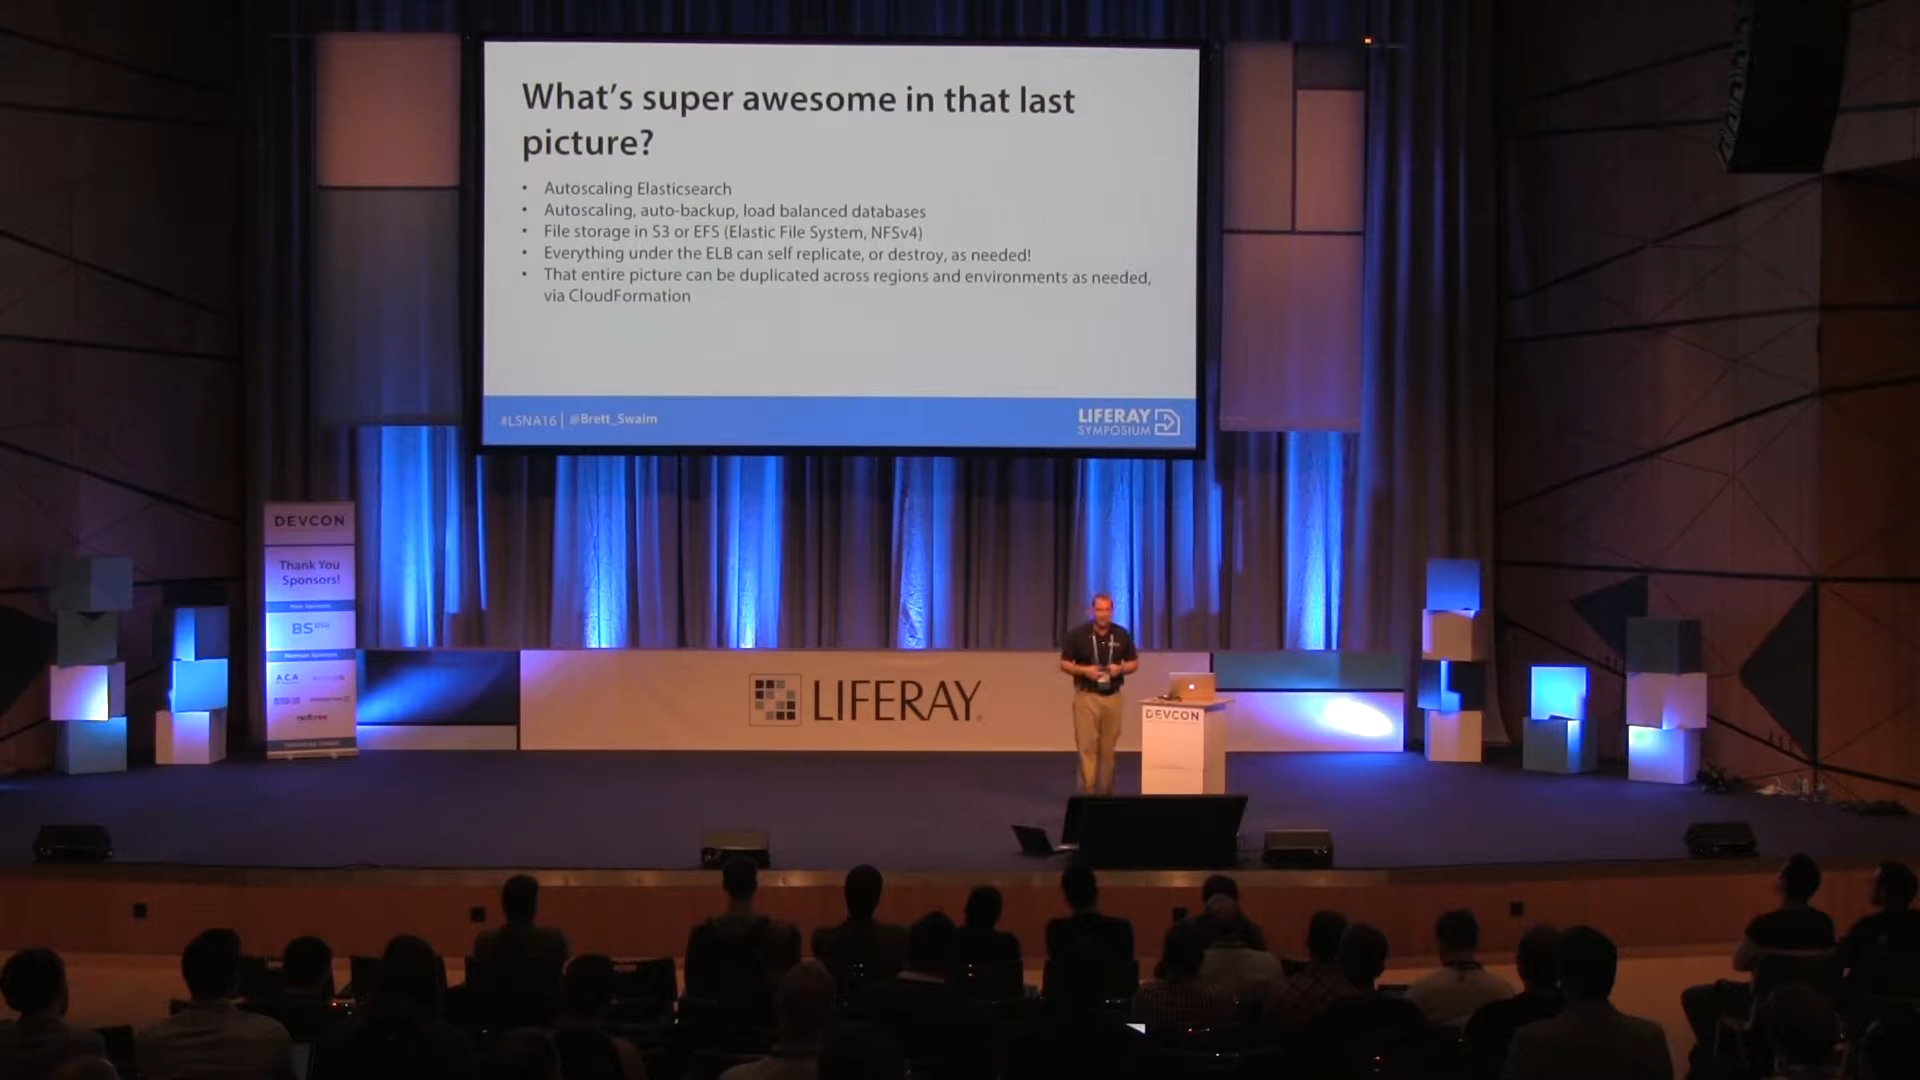 What's super awesome in that last
picture?
• Autoscaling Elasticsearch
• Autoscaling, auto-backup, load balanced databases
• File storage in S3 or EFS (Elastic File System, NFSv4)
• Everything under the ELB can self replicate, or destroy, as needed!
• That entire picture can be duplicated across regions and environments as needed,
via CloudFormation
#LSNA16 | @Brett_Swaim
LIFERAY
SYMPOSIUM
DEVCON
Thank You
Sponsors!
BS
ACA
LIFERAY
DEVCON